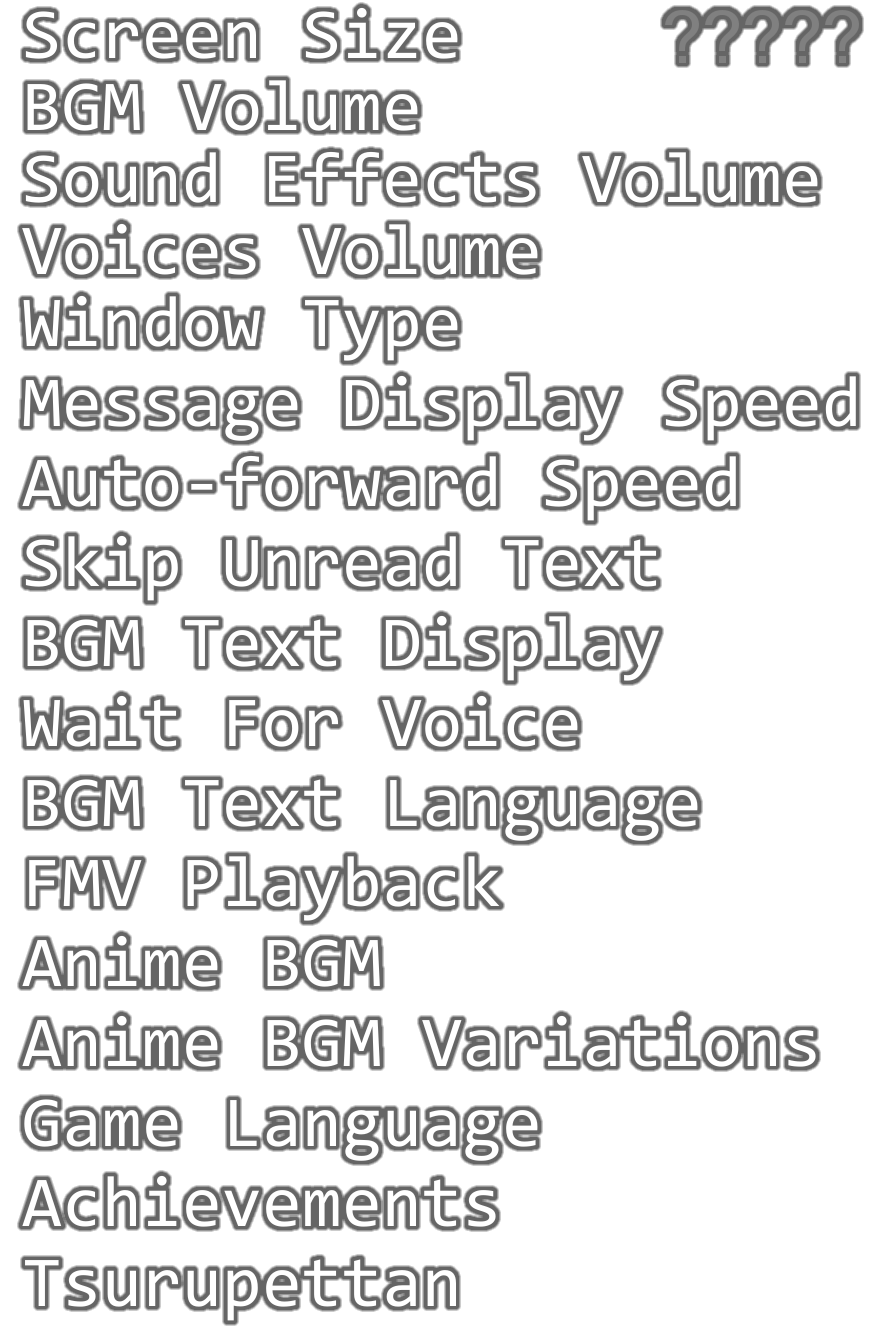 Screen Size ?????
BGM Volume
Sound Effects Volume
Voices Volume
Window Type
Message Display Speed
Auto-forward Speed
Skip Unread Text
BGM Text Display
Wait For Voice
BGM Text Language
FMV Playback
Anime BGM
Anime BGM Variations
Game Language
Achievements
Tsurupettan